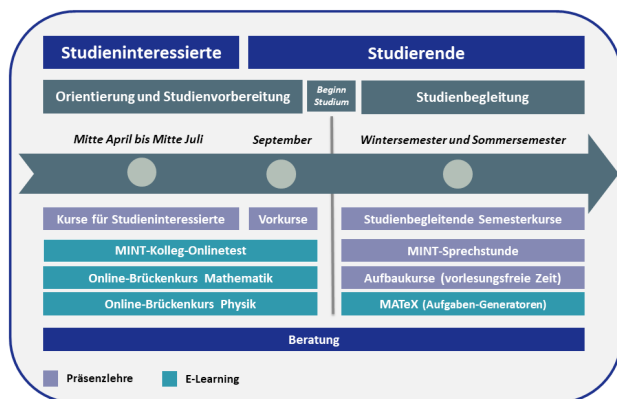 Studieninteressierte
Studierende
Orientierung und Studienvorbereitung
Beginn
Studium
Studienbegleitung
Mitte April bis Mitte Juli
September
Wintersemester und Sommersemester
Kurse für Studieninteressierte
Vorkurse
Studienbegleitende Semesterkurse
MINT-Kolleg-Onlinetest
MINT-Sprechstunde
Online-Brückenkurs Mathematik
Aufbaukurse (vorlesungsfreie Zeit)
Online-Brückenkurs Physik
MATeX (Aufgaben-Generatoren)
Beratung
Präsenzlehre
E-Learning